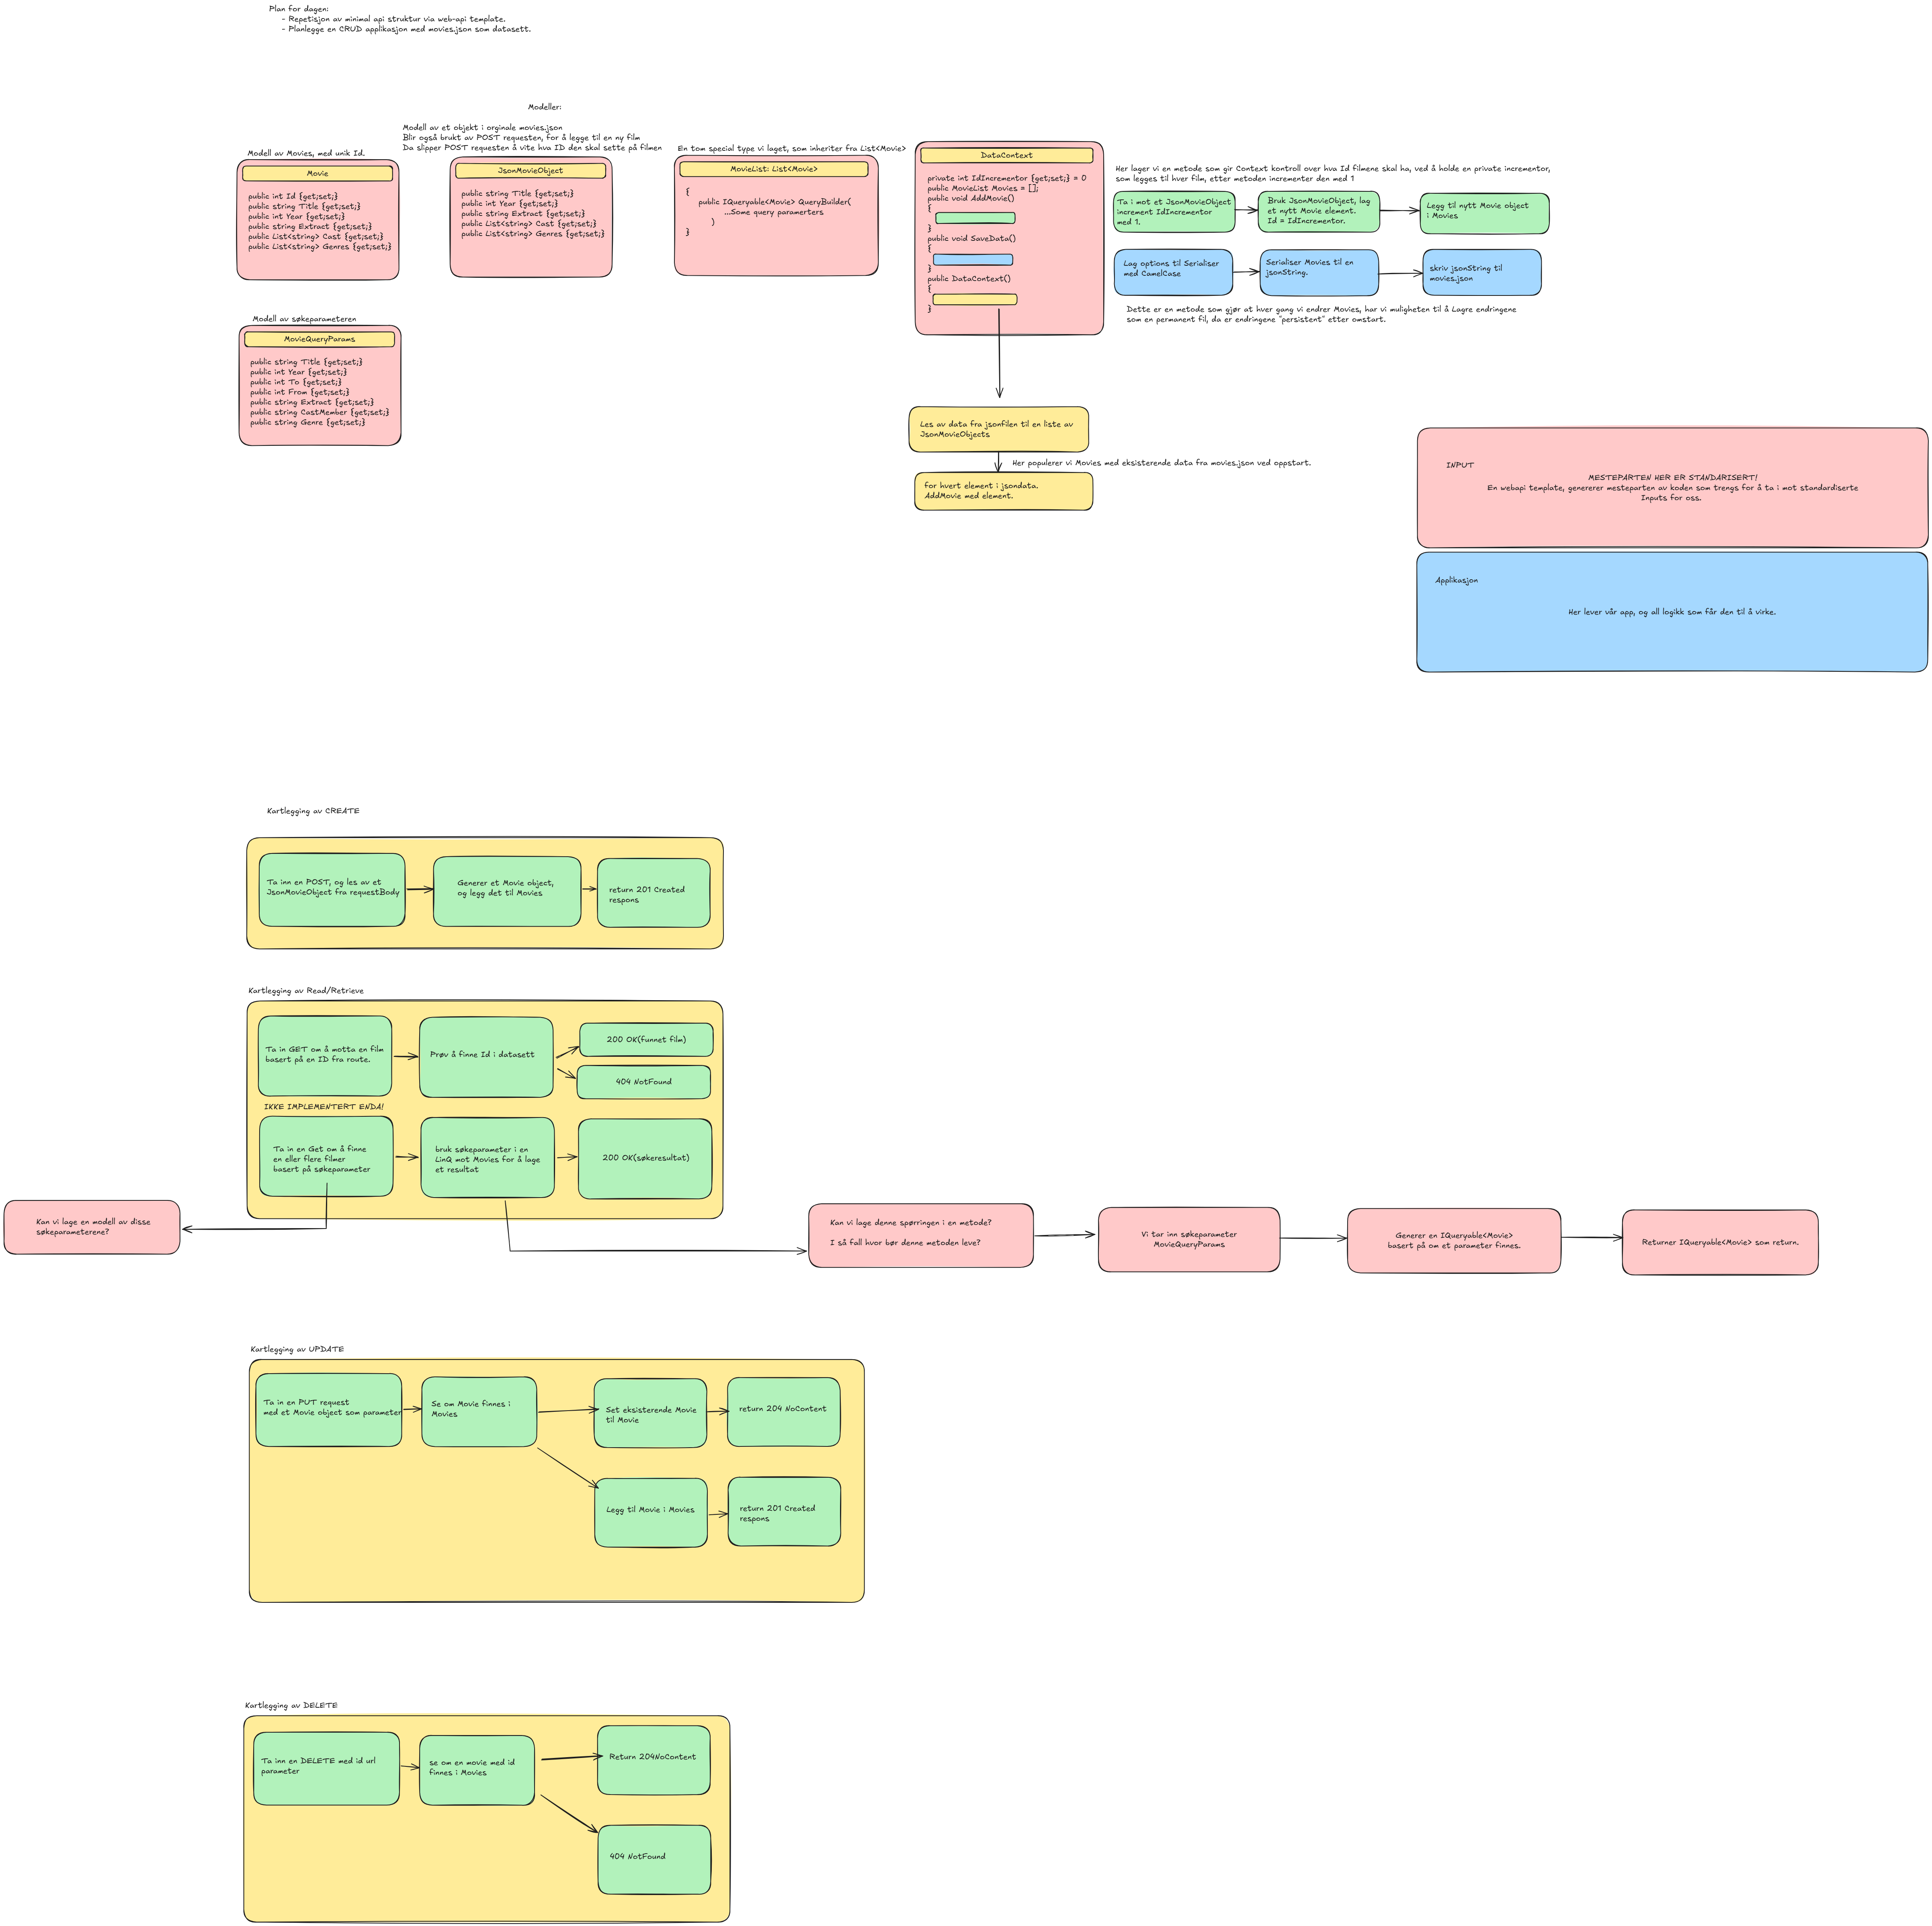 Plan for dagen:
- Repetisjon av minimal api struktur via web-api template.
- Planlegge en CRUD applikasjon med movies.json som datasett.
Modeller:
Modell av Movies, med unik Id.
Movie
public int Id {get;set;}
public string Title {get;set;}
public int Year {get;set;}
public string Extract {get;set;}
public List<string> Cast {get;set;}
public List<string> Genres {get;set;}
Modell av et objekt i orginale movies.json
Blir også brukt av POST requesten, for å legge til en ny film
Da slipper POST requesten å vite hva ID den skal sette på filmen
JsonMovieObject
public string Title {get;set;}
public int Year {get;set;}
public string Extract {get;set;}
public List<string> Cast {get;set;}
public List<string> Genres {get;set;}
En tom special type vi laget, som inheriter fra List<Movie>
MovieList: List<Movie>
{
public IQueryable<Movie> QueryBuilder(
...Some query paramerters
)
}
DataContext
private int IdIncrementor {get;set;} = 0
public MovieList Movies = [];
public void AddMovie()
{
}
public void SaveData()
{
}
public DataContext()
{
}
Her lager vi en metode som gir Context kontroll over hva Id filmene skal ha, ved å holde en private incrementor,
som legges til hver film, etter metoden incrementer den med 1
Ta i mot et JsonMovieObject
increment IdIncrementor
med 1.
Bruk JsonMovieObject, lag
et nytt Movie element.
Id = IdIncrementor.
Legg til nytt Movie object
i Movies
Lag options til Serialiser
med CamelCase
Serialiser Movies til en
jsonString.
skriv jsonString til
movies.json
Dette er en metode som gjør at hver gang vi endrer Movies, har vi muligheten til å Lagre endringene
som en permanent fil, da er endringene "persistent" etter omstart.
Modell av søkeparameteren
MovieQueryParams
public string Title {get;set;}
public int Year {get;set;}
public int To {get;set;}
public int From {get;set;}
public string Extract {get;set;}
public string CastMember {get;set;}
public string Genre {get;set;}
Les av data fra jsonfilen til en liste av
JsonMovieObjects
Her populerer vi Movies med eksisterende data fra movies.json ved oppstart.
for hvert element i jsondata.
AddMovie med element.
INPUT
MESTEPARTEN HER ER STANDARISERT!
En webapi template, genererer mesteparten av koden som trengs for å ta i mot standardiserte
Inputs for oss.
Applikasjon
Her lever vår app, og all logikk som får den til å virke.
Kartlegging av CREATE
Ta inn en POST, og les av et
JsonMovieObject fra requestBody
Generer et Movie object,
og legg det til Movies
return 201 Created
respons
Kartlegging av Read/Retrieve
Ta in GET om å motta en film
basert på en ID fra route.
Prøv å finne Id i datasett
200 OK(funnet film)
404 NotFound
IKKE IMPLEMENTERT ENDA!
Ta in en Get om å finne
en eller flere filmer
basert på søkeparameter
bruk søkeparameter i en
LinQ mot Movies for å lage
et resultat
200 OK(søkeresultat)
Kan vi lage en modell av disse
søkeparameterene?
Kan vi lage denne spørringen i en metode?
I så fall hvor bør denne metoden leve?
Vi tar inn søkeparameter
MovieQueryParams
Generer en IQueryable<Movie>
basert på om et parameter finnes.
Returner IQueryable<Movie> som return.
Kartlegging av UPDATE
Ta in en PUT request
med et Movie object som parameter
Se om Movie finnes i
Movies
Set eksisterende Movie
til Movie
return 204 NoContent
Legg til Movie i Movies
return 201 Created
respons
Kartlegging av DELETE
Ta inn en DELETE med id url
parameter
se om en movie med id
finnes i Movies
Return 204NoContent
404 NotFound